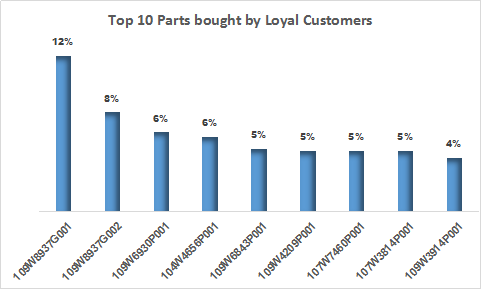 Top 10 Parts bought by Loyal Customers
12%
8%
6%
6%
5%
5%
5%
5%
4%
109W8937G001
109W8937G002
109W6930P001
104W4656P001
109W6843P001
109W4209P001
107W7460P001
107W3814P001
109W3914P001